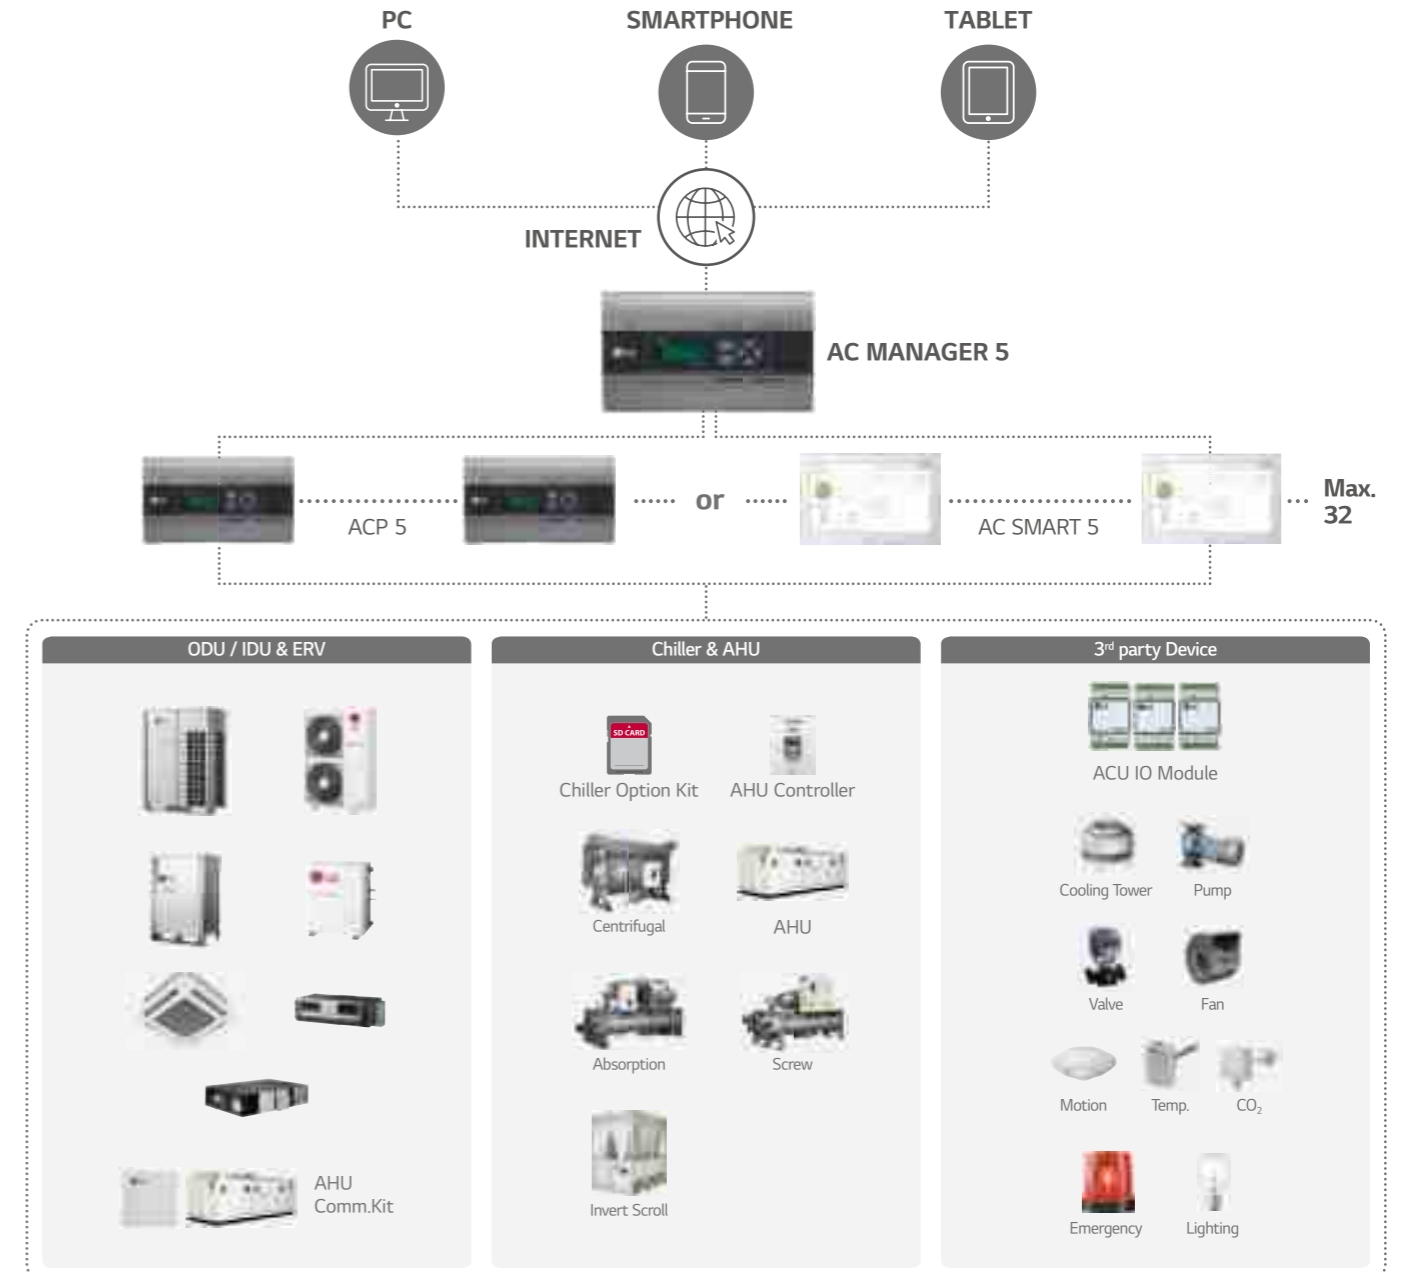 PC
SMARTPHONE
TABLET
INTERNET
AC MANAGER 5
ACP 5
or
AC SMART 5
Max.
32
ODU / IDU & ERV
AHU
Comm.Kit
Chiller & AHU
SD CARD
Chiller Option Kit
AHU Controller
Centrifugal
AHU
Absorption
Screw
Invert Scroll
3rd party Device
ACU IO Module
Cooling Tower
Pump
Valve
Fan
Motion
Temp.
CO₂
Emergency
Lighting